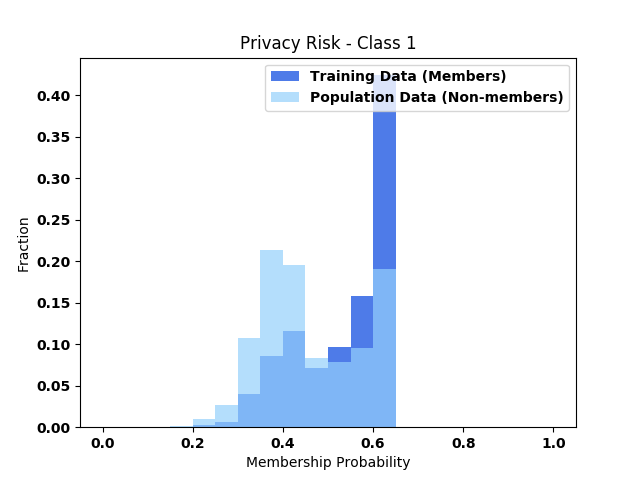 Privacy Risk - Class 1
Training Data (Members)
Population Data (Non-members)
0.40
0.35
0.30
0.25
0.20
0.15
0.10
0.05
0.00
Fraction
0.0 0.2 0.4 0.6 0.8 1.0
Membership Probability